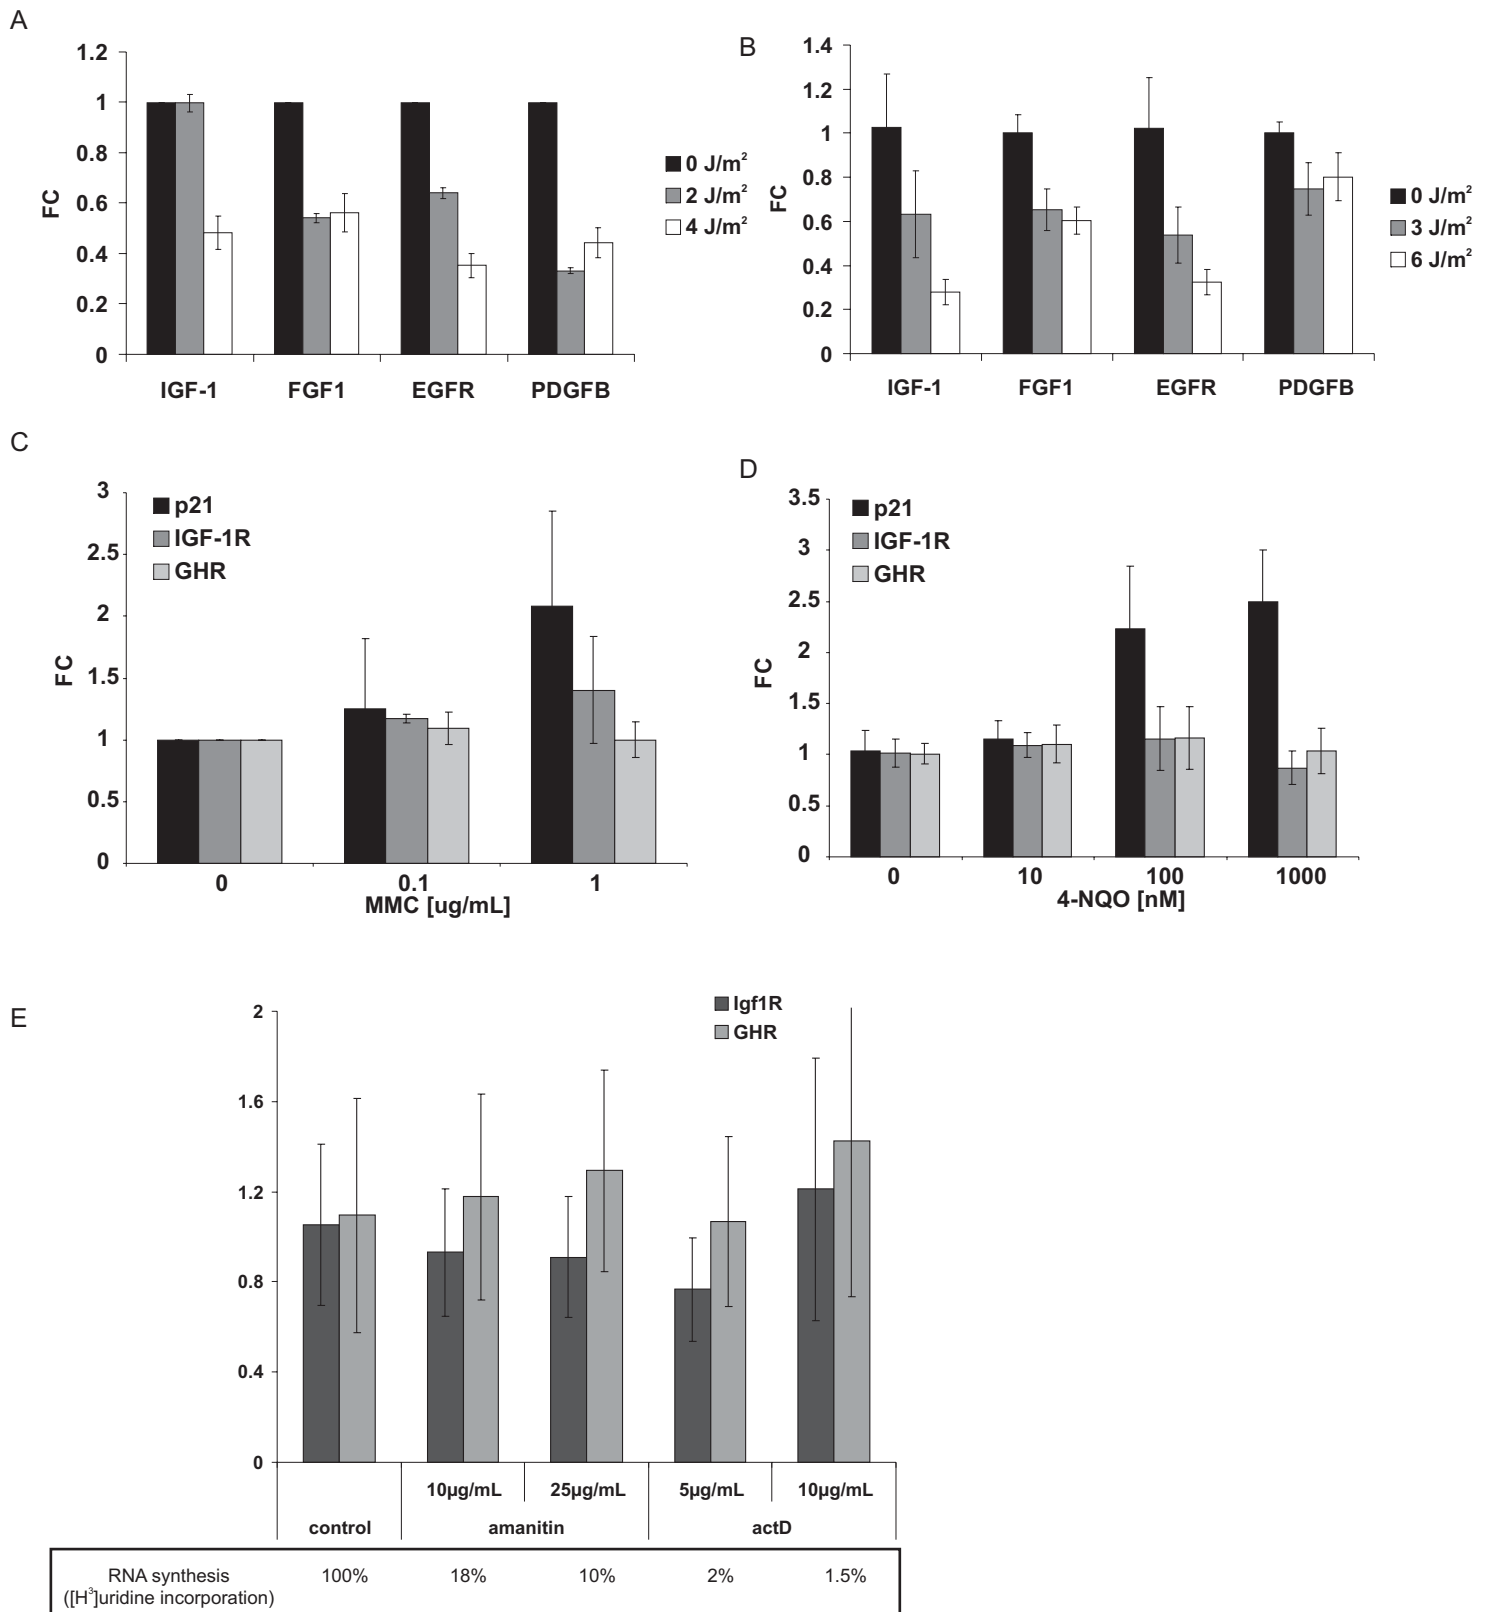 A
1.2
1
0.8
0.6
0.4
0.2
0
FC
IGF-1 FGF1 EGFR PDGFB
0 J/m²
2 J/m²
4 J/m²
B
1.4
1.2
1
0.8
0.6
0.4
0.2
0
FC
IGF-1 FGF1 EGFR PDGFB
0 J/m²
3 J/m²
6 J/m²
C
3
2.5
2
1.5
1
0.5
0
FC
p21
IGF-1R
GHR
0 0.1 1
MMC [ug/mL]
D
3.5
3
2.5
2
1.5
1
0.5
0
FC
p21
IGF-1R
GHR
0 10 100 1000
4-NQO [nM]
E
Igf1R
GHR
2
1.6
1.2
0.8
0.4
0
10µg/mL 25µg/mL 5µg/mL 10µg/mL
control amanitin actD
RNA synthesis 100% 18% 10% 2% 1.5%
([H³]uridine incorporation)